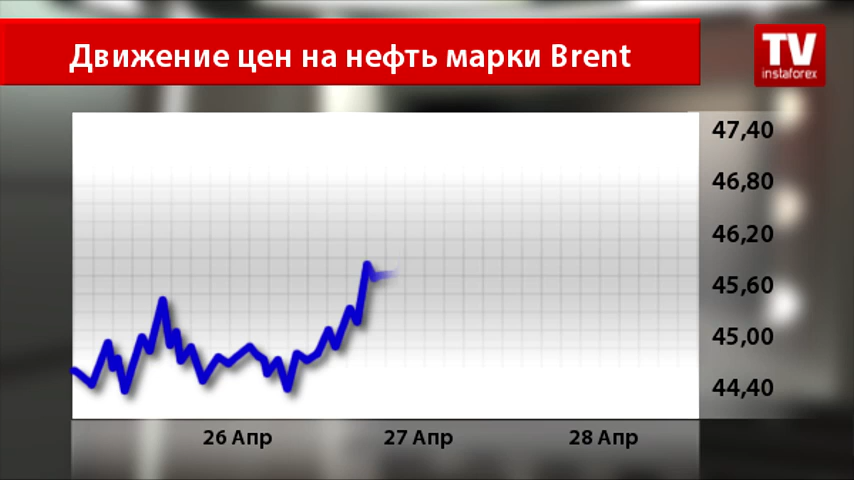 Движение цен на нефть марки Brent
TV
instaforex
47,40
46,80
46,20
45,60
45,00
44,40
26 Апр
27 Апр
28 Апр